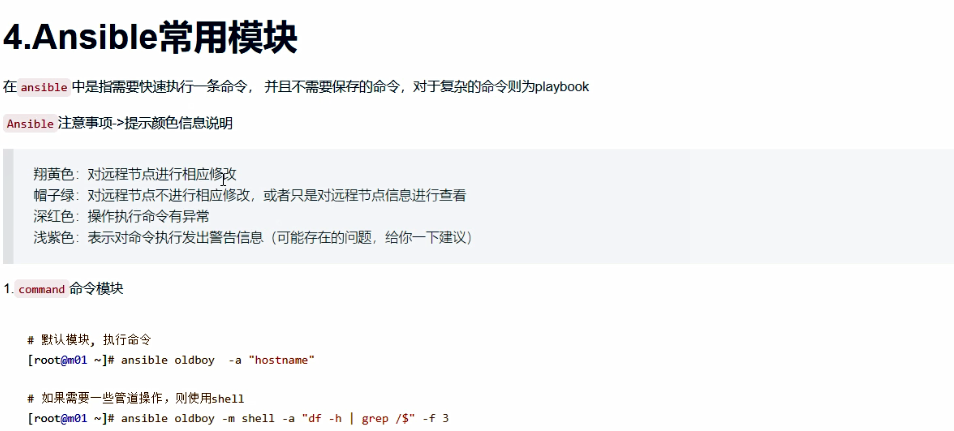 4.Ansible常用模块
在 ansible 中是指需要快速执行一条命令， 并且不需要保存的命令，对于复杂的命令则为playbook
Ansible 注意事项->提示颜色信息说明
翔黄色：对远程节点进行相应修改
帽子绿：对远程节点不进行相应修改，或者只是对远程节点信息进行查看
深红色：操作执行命令有异常
浅紫色：表示对命令执行发出警告信息（可能存在的问题，给你一下建议）
1. command 命令模块
# 默认模块, 执行命令
[root@m01 ~]# ansible oldboy  -a "hostname"
# 如果需要一些管道操作，则使用shell
[root@m01 ~]# ansible oldboy -m shell -a "df -h | grep /$" -f 3